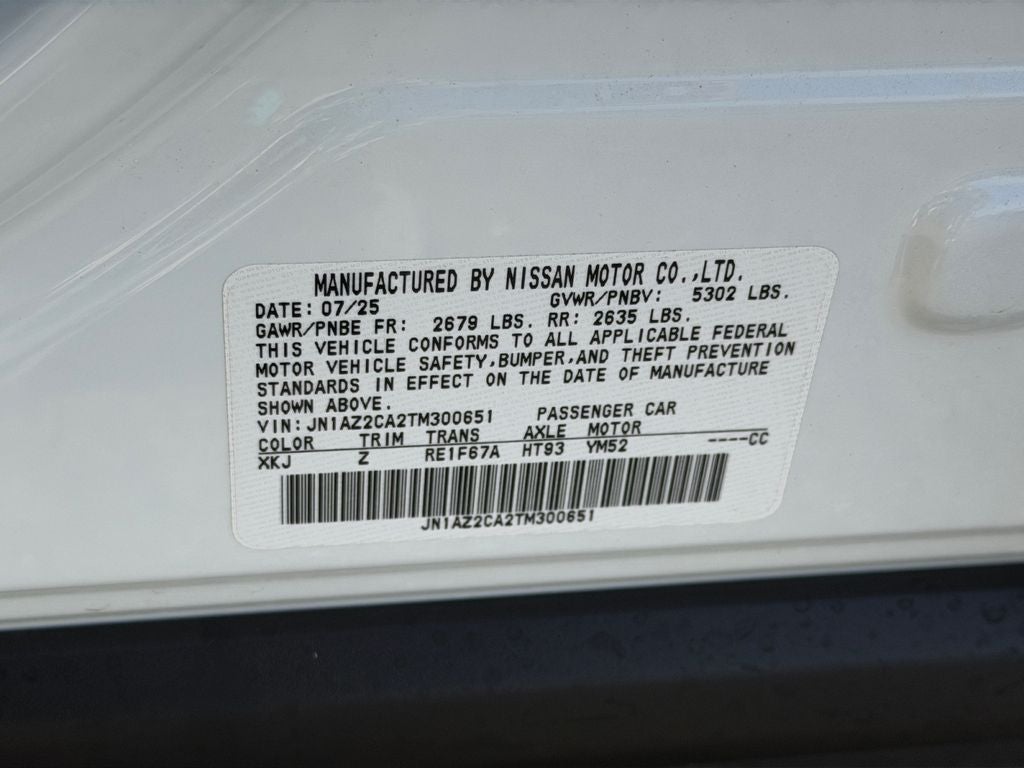 MANUFACTURED BY NISSAN MOTOR CO.,LTD.
DATE: 07/25 GVWR/PNBV: 5302 LBS.
GAWR/PNBE FR: 2679 LBS. RR: 2635 LBS.
THIS VEHICLE CONFORMS TO ALL APPLICABLE FEDERAL
MOTOR VEHICLE SAFETY,BUMPER,AND THEFT PREVENTION
STANDARDS IN EFFECT ON THE DATE OF MANUFACTURE
SHOWN ABOVE.
VIN: JN1AZ2CA2TM300651 PASSENGER CAR
COLOR TRIM TRANS AXLE MOTOR
XKJ Z RE1F67A HT93 YM52 ----CC
JN1AZ2CA2TM300651